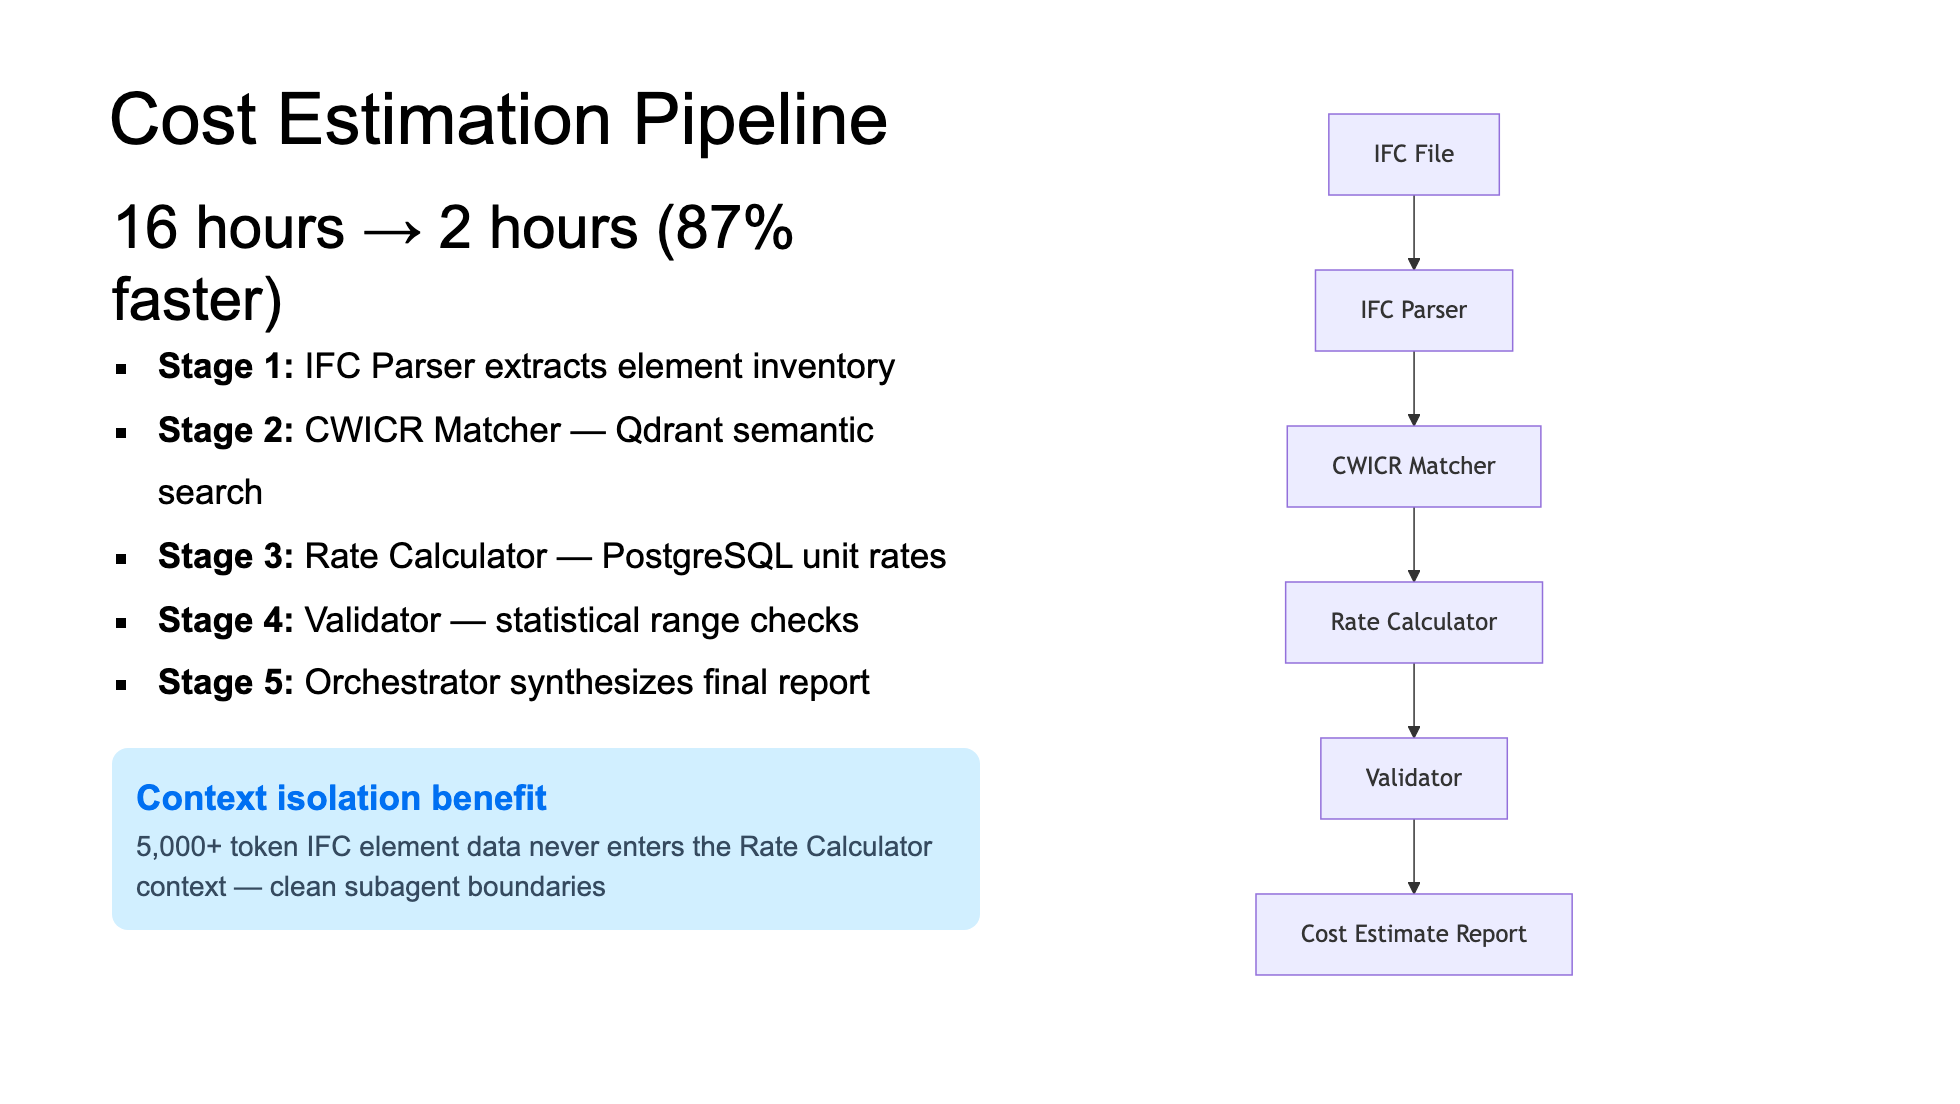 Cost Estimation Pipeline
16 hours → 2 hours (87%
faster)
▪ Stage 1: IFC Parser extracts element inventory
▪ Stage 2: CWICR Matcher — Qdrant semantic
search
▪ Stage 3: Rate Calculator — PostgreSQL unit rates
▪ Stage 4: Validator — statistical range checks
▪ Stage 5: Orchestrator synthesizes final report
Context isolation benefit
5,000+ token IFC element data never enters the Rate Calculator
context — clean subagent boundaries
IFC File
IFC Parser
CWICR Matcher
Rate Calculator
Validator
Cost Estimate Report